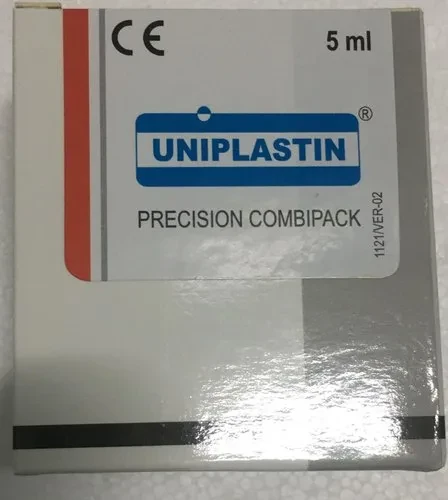 CE 5 ml
UNIPLASTIN ®
PRECISION COMBIPACK
1121/VER-02